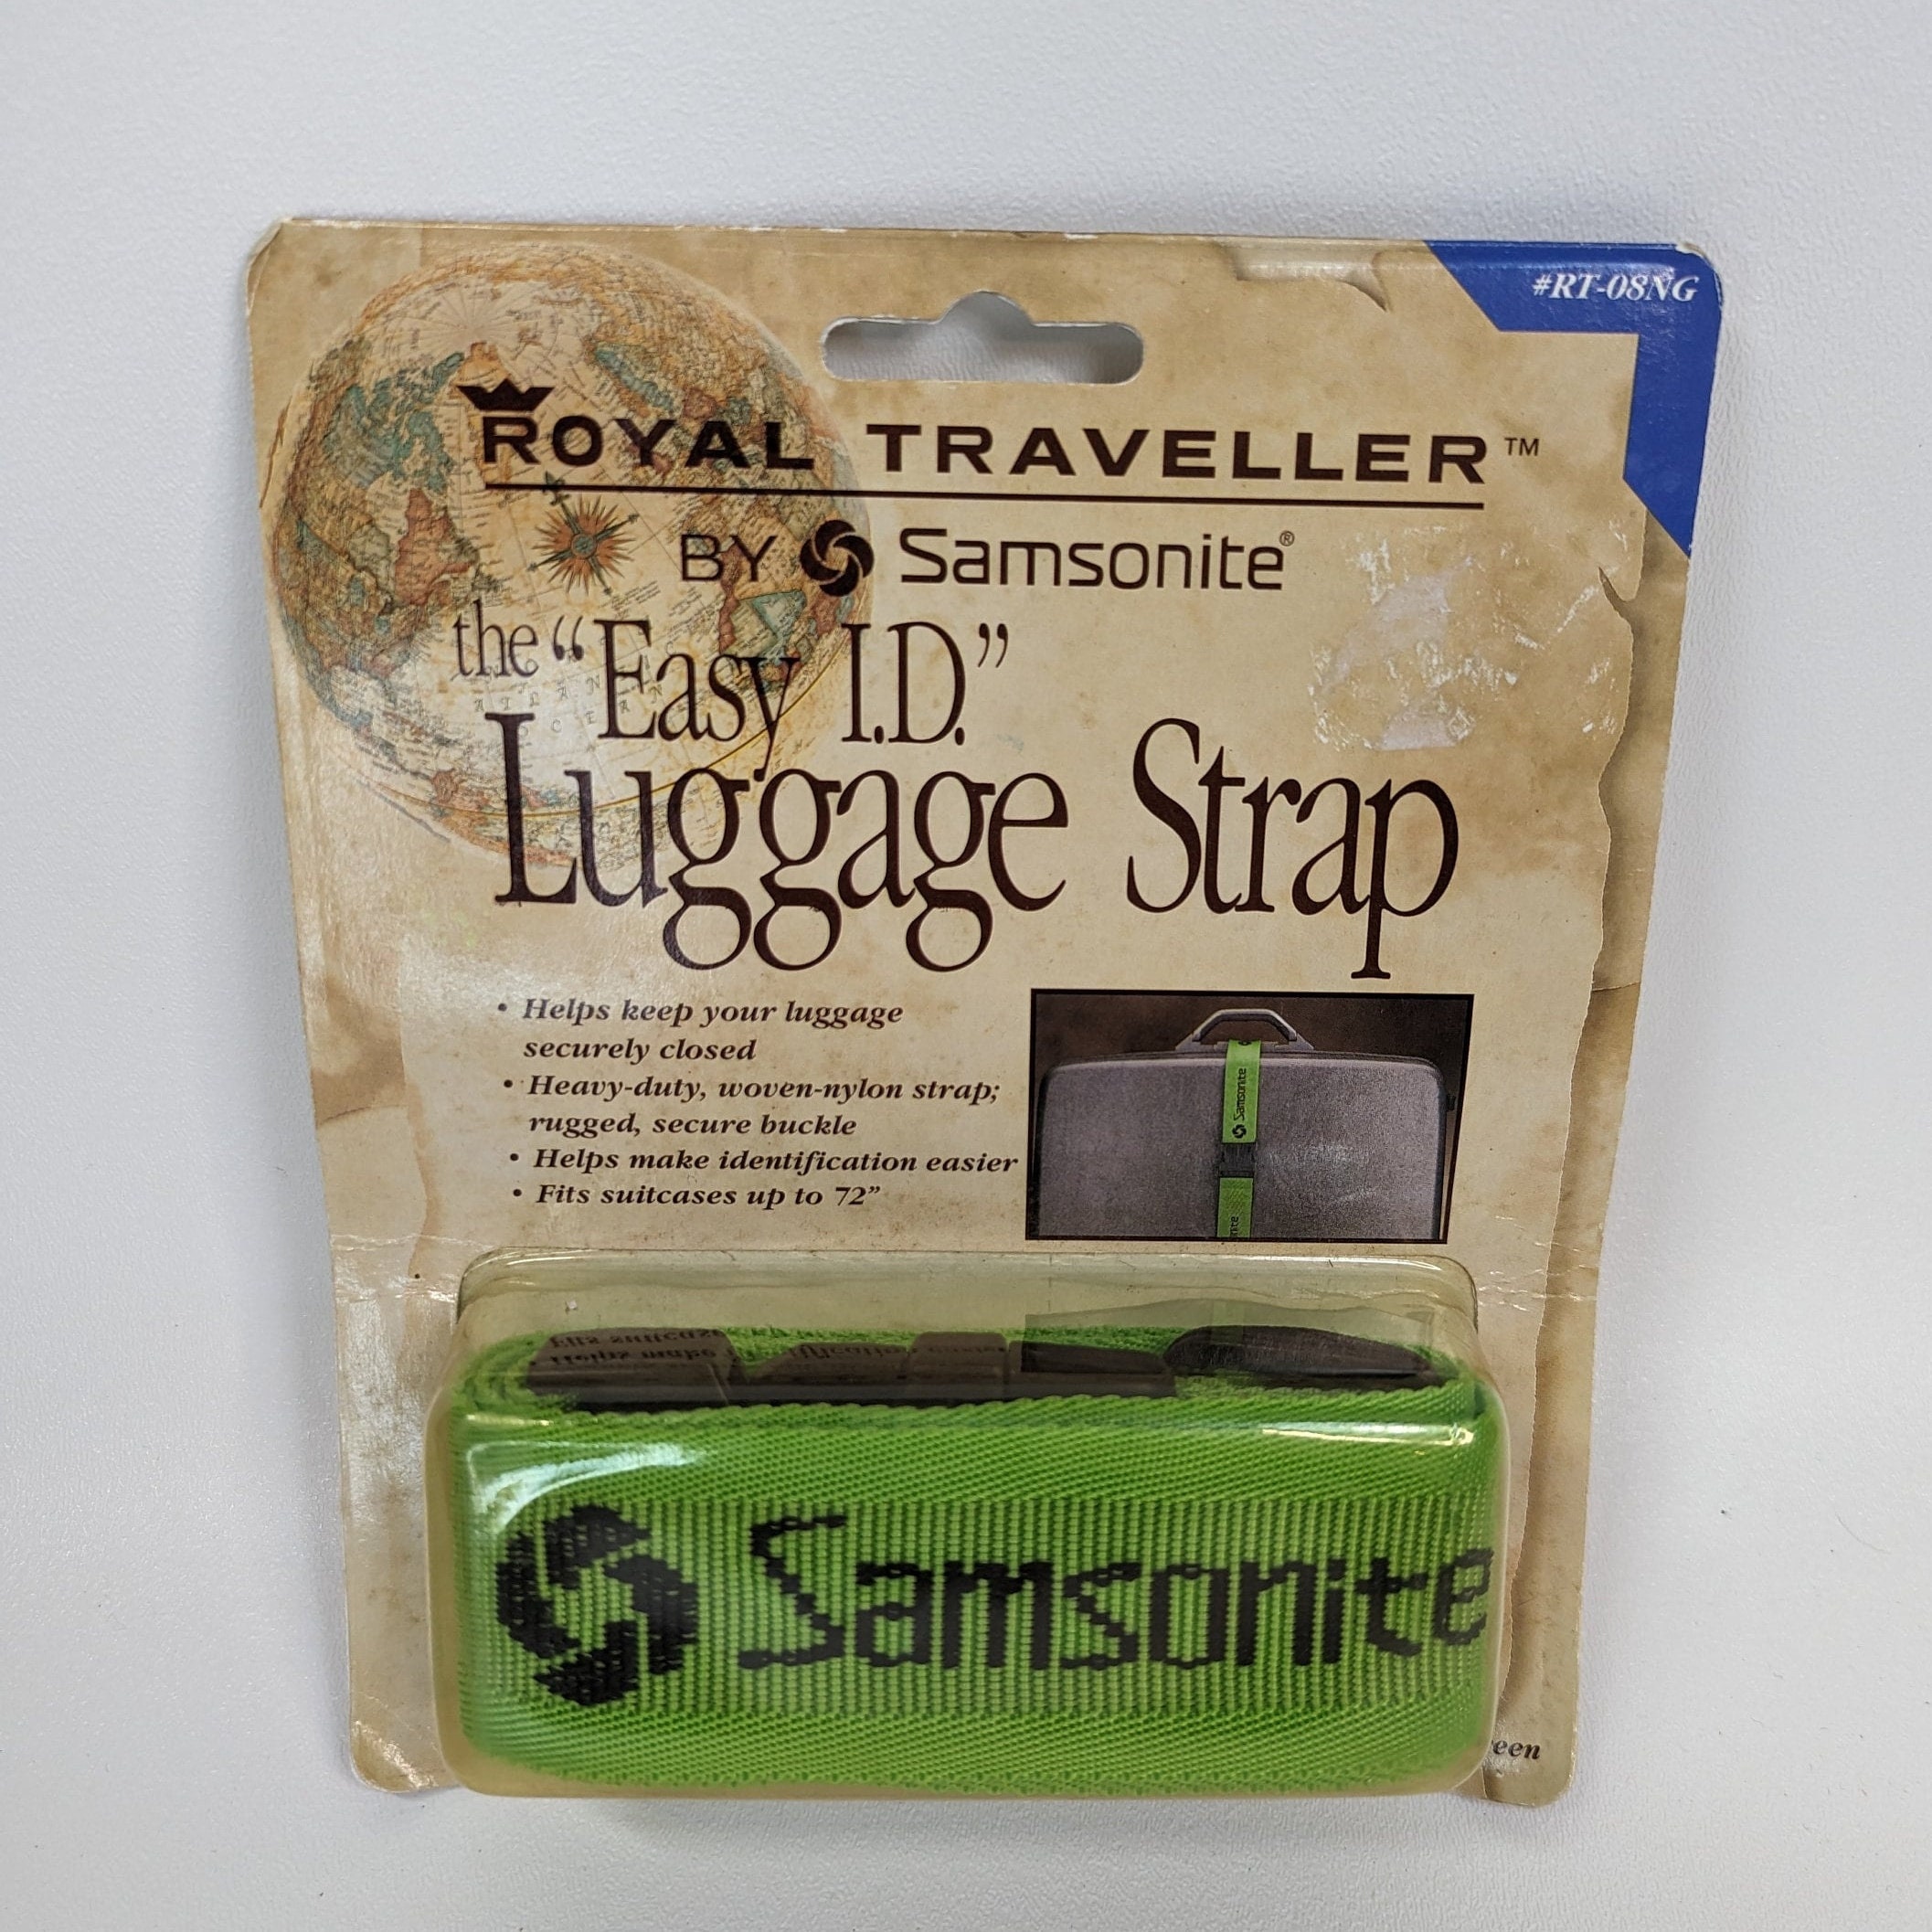 #RT-08NG
ROYAL TRAVELLER™
BY Samsonite®
the "Easy I.D."
Luggage Strap
• Helps keep your luggage
securely closed
• Heavy-duty, woven-nylon strap;
rugged, secure buckle
• Helps make identification easier
• Fits suitcases up to 72"
Samsonite
Samsonite